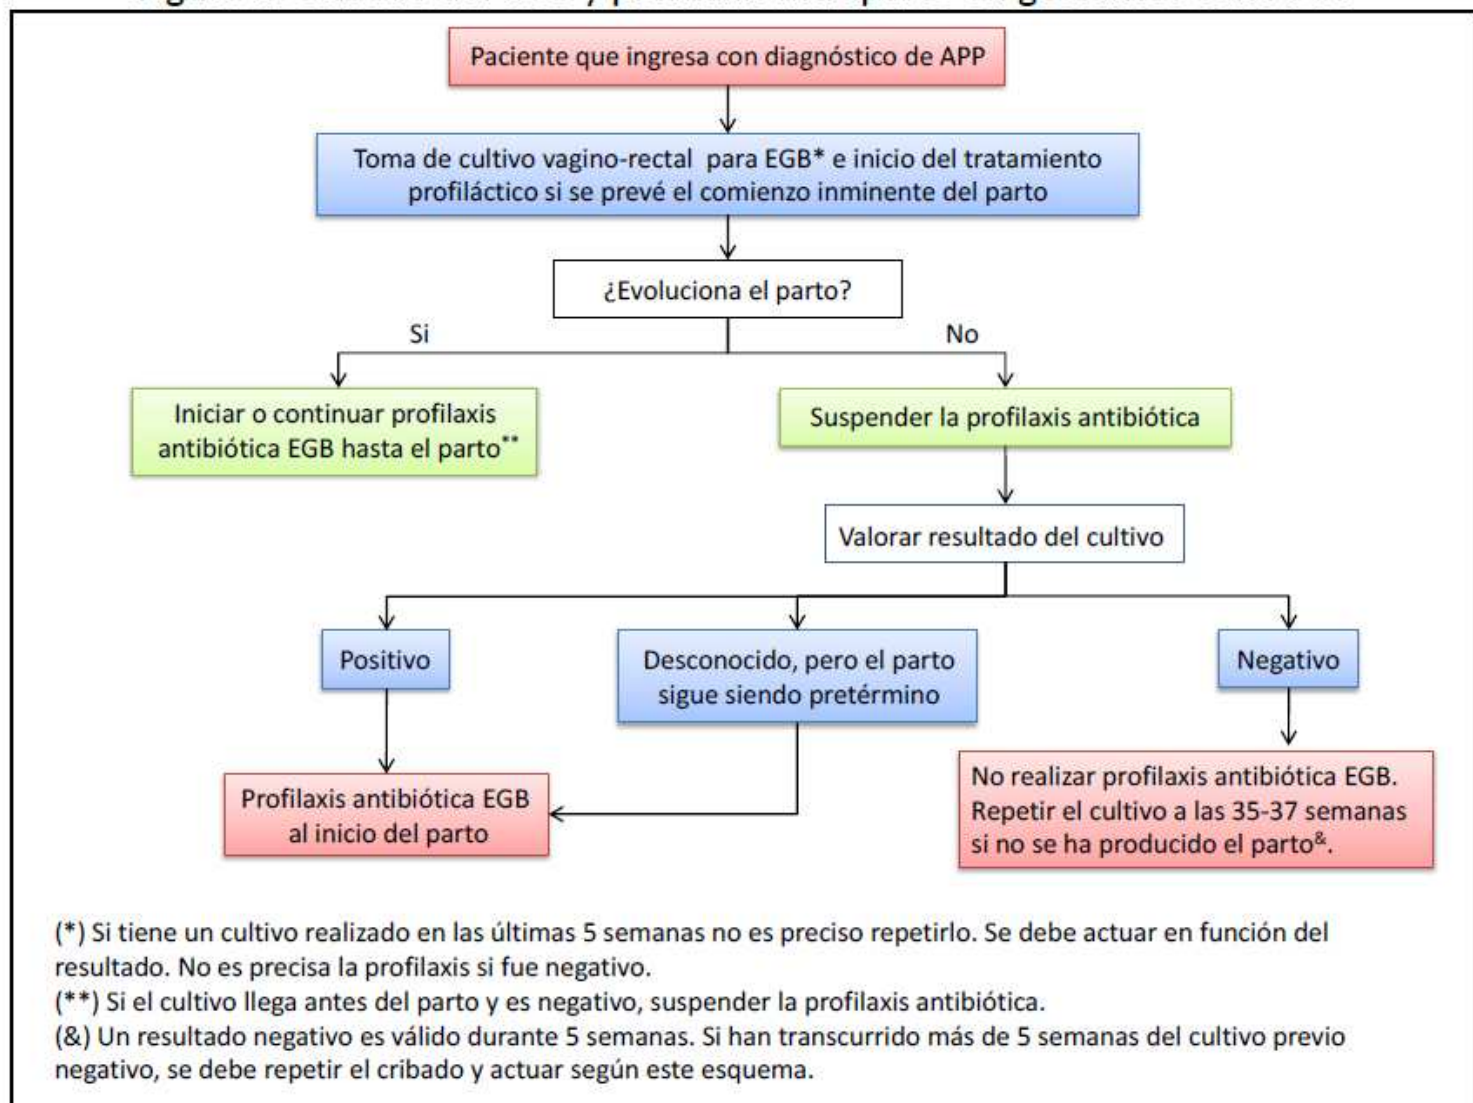 Paciente que ingresa con diagnóstico de APP
Toma de cultivo vagino-rectal para EGB* e inicio del tratamiento
profiláctico si se prevé el comienzo inminente del parto
¿Evoluciona el parto?
Si
No
Iniciar o continuar profilaxis
antibiótica EGB hasta el parto**
Suspender la profilaxis antibiótica
Valorar resultado del cultivo
Positivo
Desconocido, pero el parto
sigue siendo pretérmino
Negativo
Profilaxis antibiótica EGB
al inicio del parto
No realizar profilaxis antibiótica EGB.
Repetir el cultivo a las 35-37 semanas
si no se ha producido el parto&.
(*) Si tiene un cultivo realizado en las últimas 5 semanas no es preciso repetirlo. Se debe actuar en función del
resultado. No es precisa la profilaxis si fue negativo.
(**) Si el cultivo llega antes del parto y es negativo, suspender la profilaxis antibiótica.
(&) Un resultado negativo es válido durante 5 semanas. Si han transcurrido más de 5 semanas del cultivo previo
negativo, se debe repetir el cribado y actuar según este esquema.